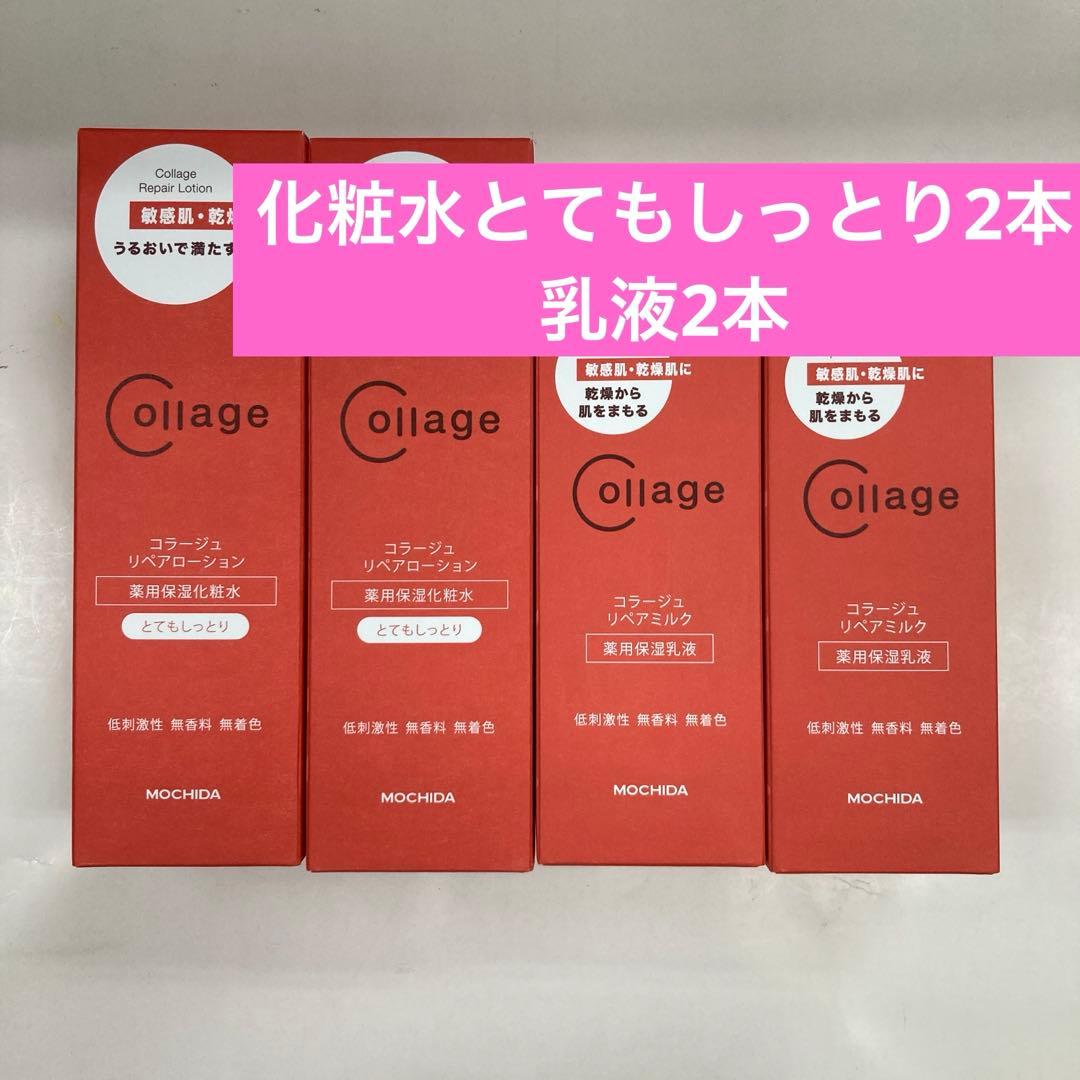 化粧水とてもしっとり2本
乳液2本
Collage
Repair Lotion
敏感肌・乾
うるおいで満たす
Collage
コラージュ
リペアローション
薬用保湿化粧水
とてもしっとり
低刺激性 無香料 無着色
MOCHIDA
Collage
コラージュ
リペアローション
薬用保湿化粧水
とてもしっとり
低刺激性 無香料 無着色
MOCHIDA
敏感肌・乾燥肌に
乾燥から
肌をまもる
Collage
コラージュ
リペアミルク
薬用保湿乳液
低刺激性 無香料 無着色
MOCHIDA
敏感肌・乾燥肌に
乾燥から
肌をまもる
Collage
コラージュ
リペアミルク
薬用保湿乳液
低刺激性 無香料 無着色
MOCHIDA